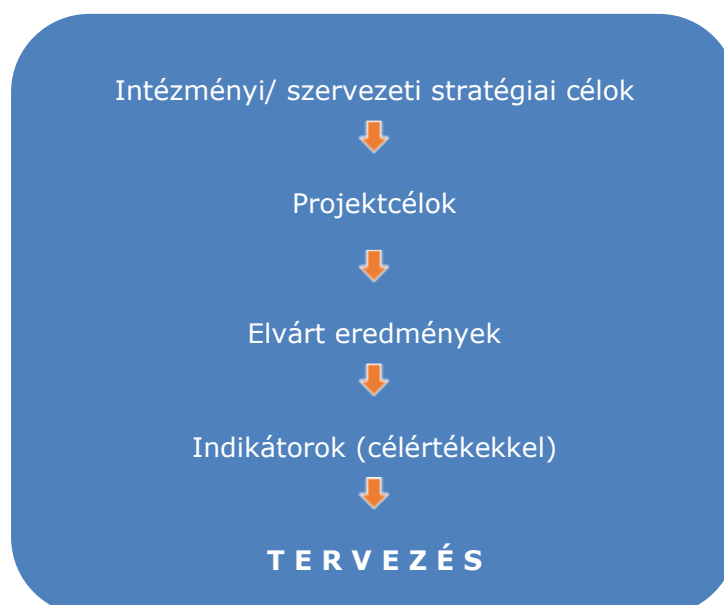 Intézményi/ szervezeti stratégiai célok
Projektcélok
Elvárt eredmények
Indikátorok (célértékekkel)
T E R V E Z É S